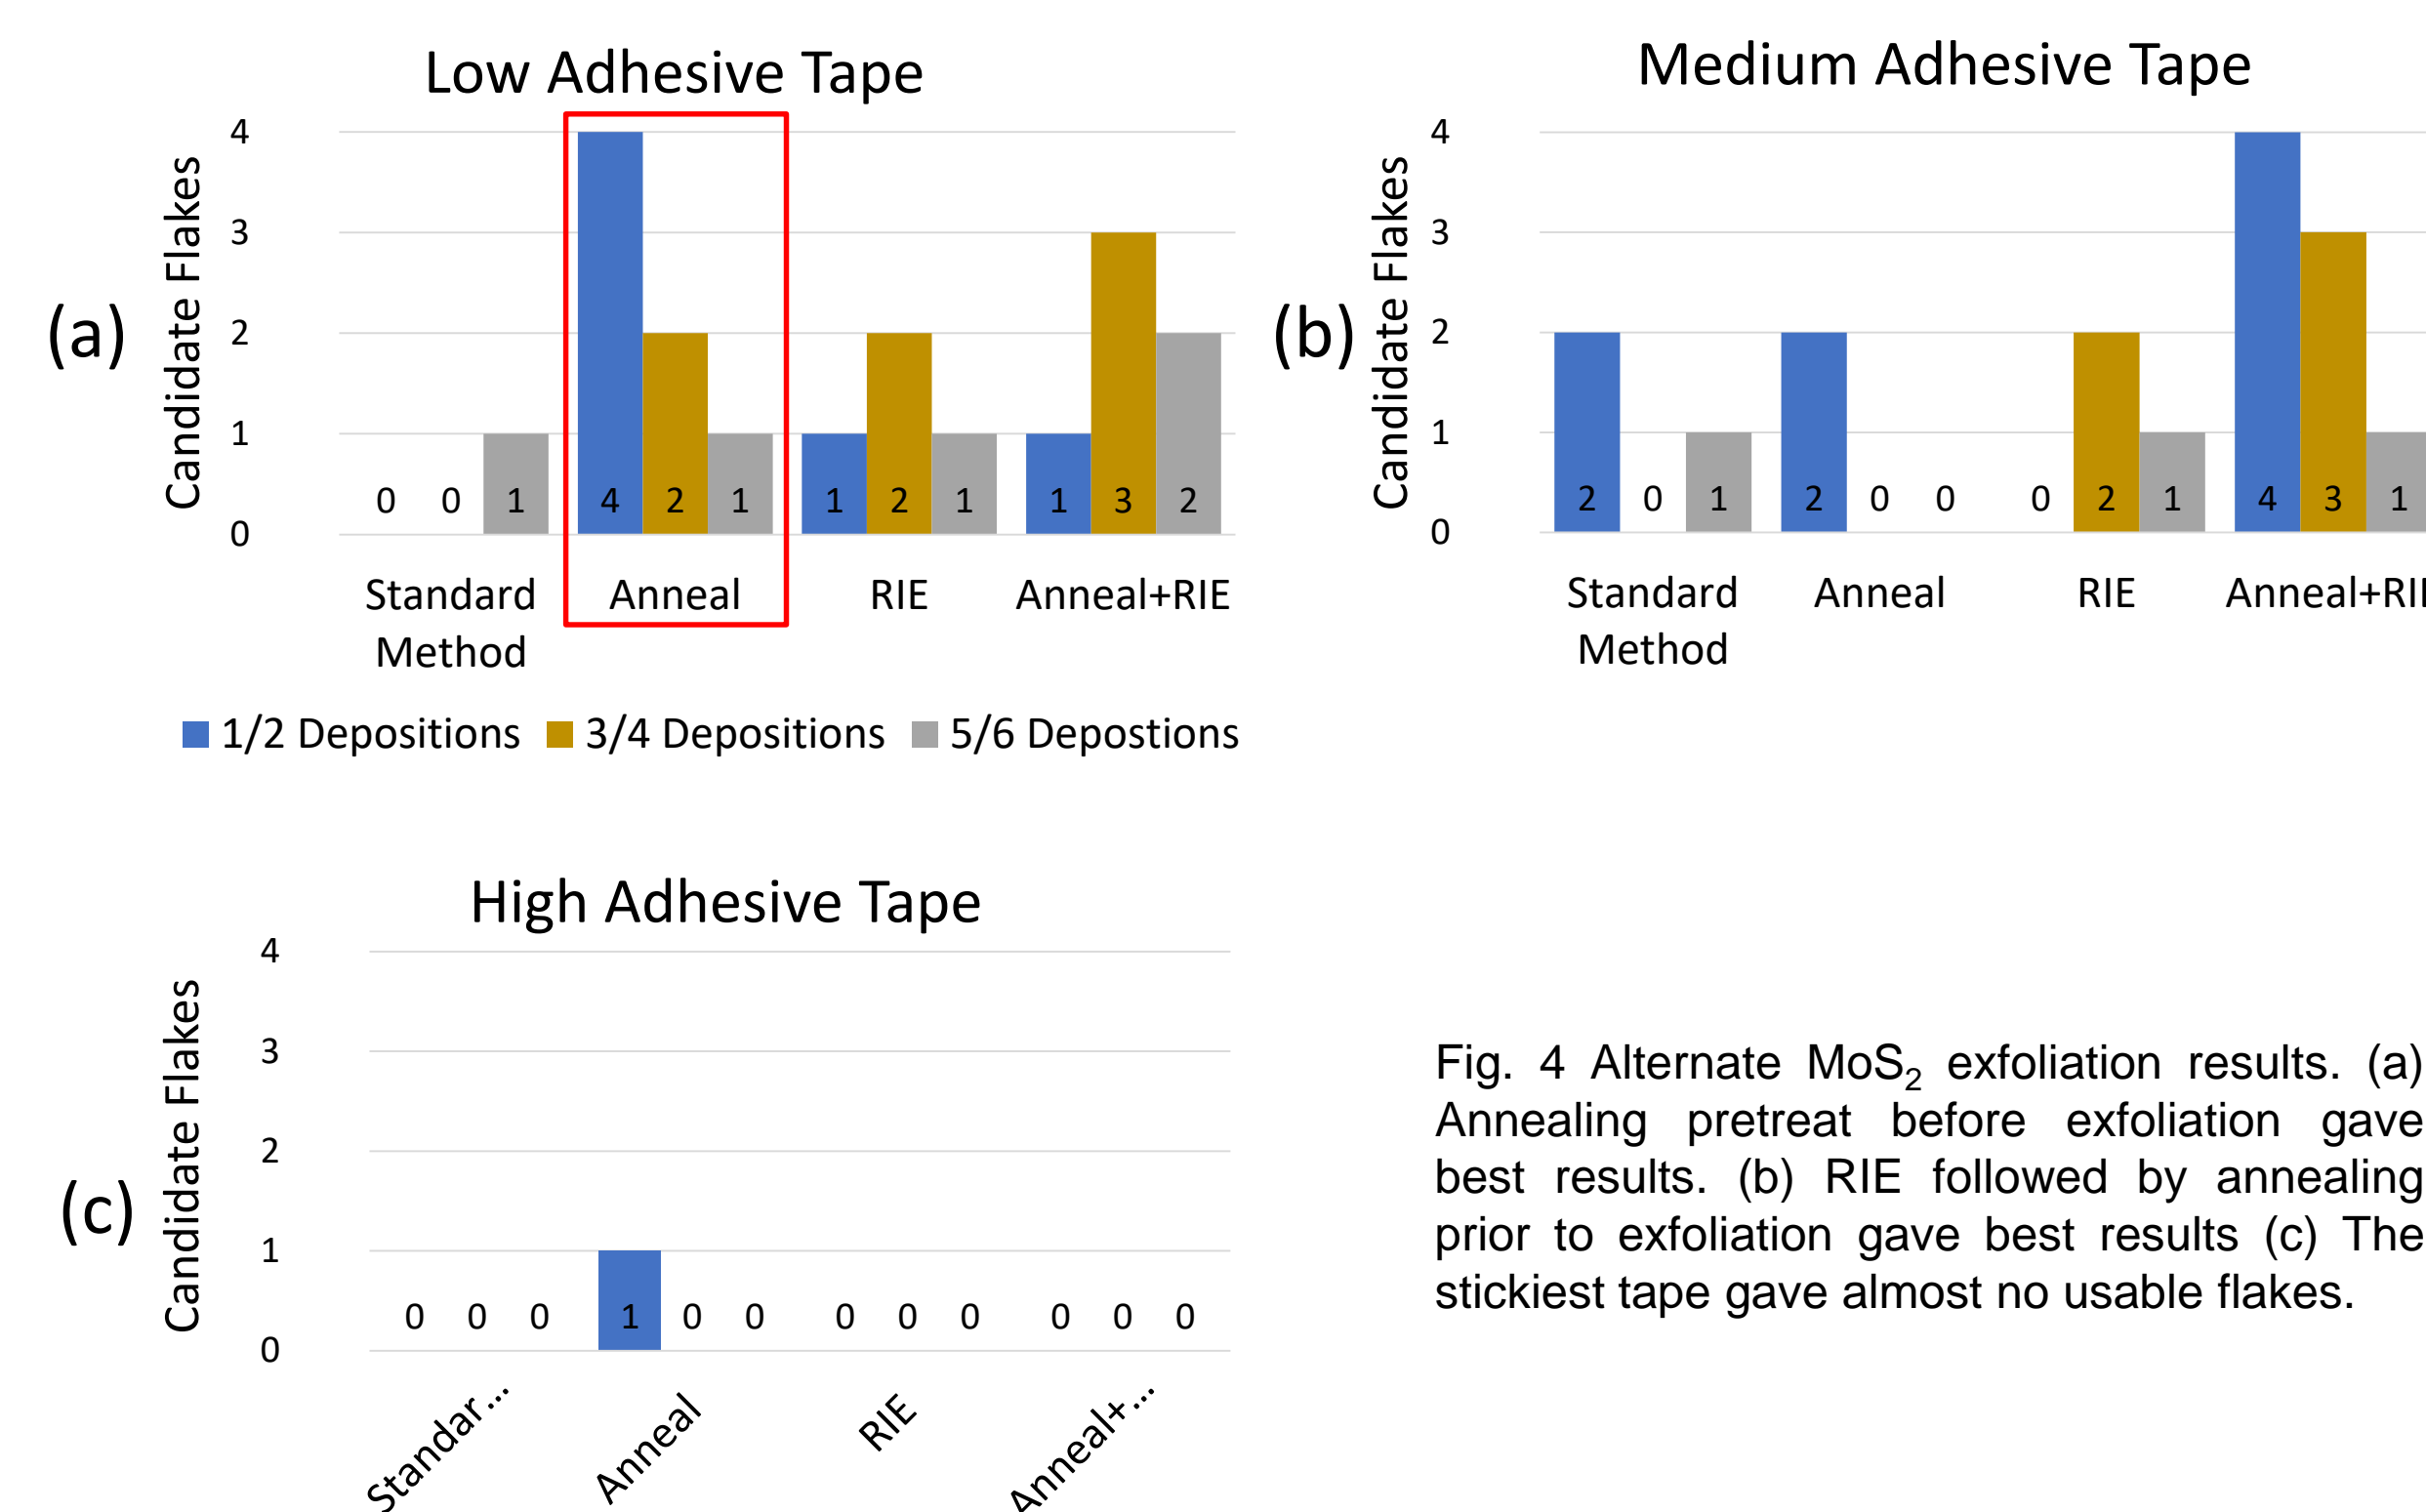 Low Adhesive Tape
(a)
Candidate Flakes
4
3
2
1
0
0 0 1 4 2 1 1 2 1 1 3 2
Standard Method
Anneal
RIE
Anneal+RIE
1/2 Depositions 3/4 Depositions 5/6 Depostions
Medium Adhesive Tape
(b)
Candidate Flakes
4
3
2
1
0
2 0 1 2 0 0 0 2 1 4 3 1
Standard Method
Anneal
RIE
Anneal+RI
High Adhesive Tape
(c)
Candidate Flakes
4
3
2
1
0
0 0 0 1 0 0 0 0 0 0 0 0
Standar...
Anneal
RIE
Anneal+...
Fig. 4 Alternate MoS₂ exfoliation results. (a)
Annealing pretreat before exfoliation gave
best results. (b) RIE followed by annealing
prior to exfoliation gave best results (c) The
stickiest tape gave almost no usable flakes.